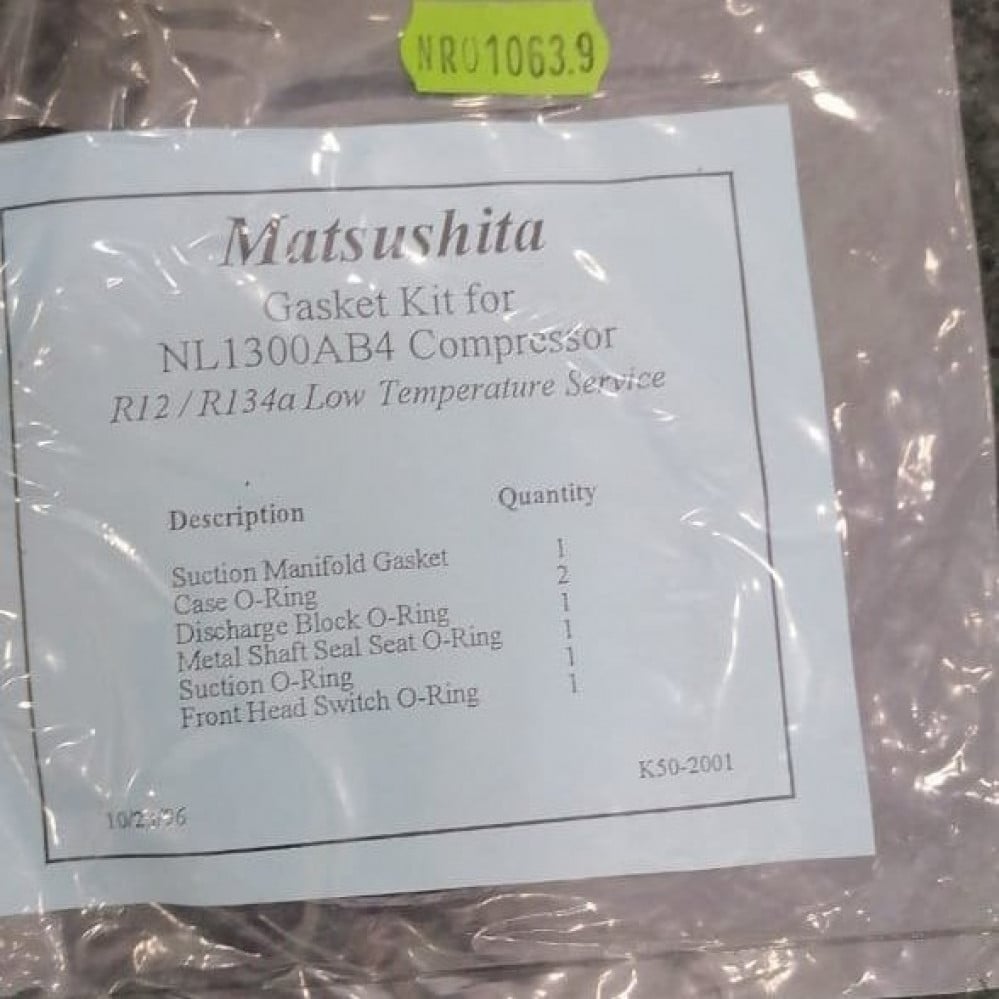 NR01063.9
Matsushita
Gasket Kit for
NL1300AB4 Compressor
R12 / R134a Low Temperature Service
Description Quantity
Suction Manifold Gasket 1
Case O-Ring 2
Discharge Block O-Ring 1
Metal Shaft Seal Seat O-Ring 1
Suction O-Ring 1
Front Head Switch O-Ring 1
K50-2001